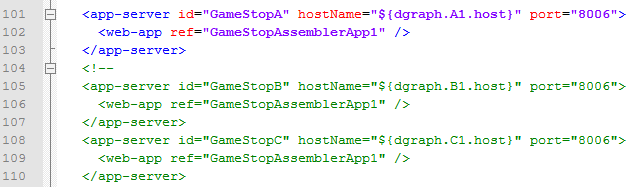 101 <app-server id="GameStopA" hostName="${dgraph.A1.host}" port="8006">
102 <web-app ref="GameStopAssemblerApp1" />
103 </app-server>
104 <!--
105 <app-server id="GameStopB" hostName="${dgraph.B1.host}" port="8006">
106 <web-app ref="GameStopAssemblerApp1" />
107 </app-server>
108 <app-server id="GameStopC" hostName="${dgraph.C1.host}" port="8006">
109 <web-app ref="GameStopAssemblerApp1" />
110 </app-server>